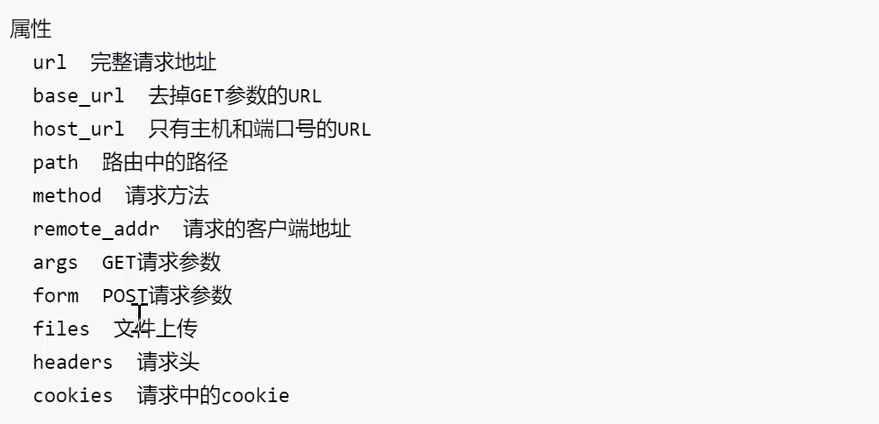 属性
url 完整请求地址
base_url 去掉GET参数的URL
host_url 只有主机和端口号的URL
path 路由中的路径
method 请求方法
remote_addr 请求的客户端地址
args GET请求参数
form POST请求参数
files 文件上传
headers 请求头
cookies 请求中的cookie